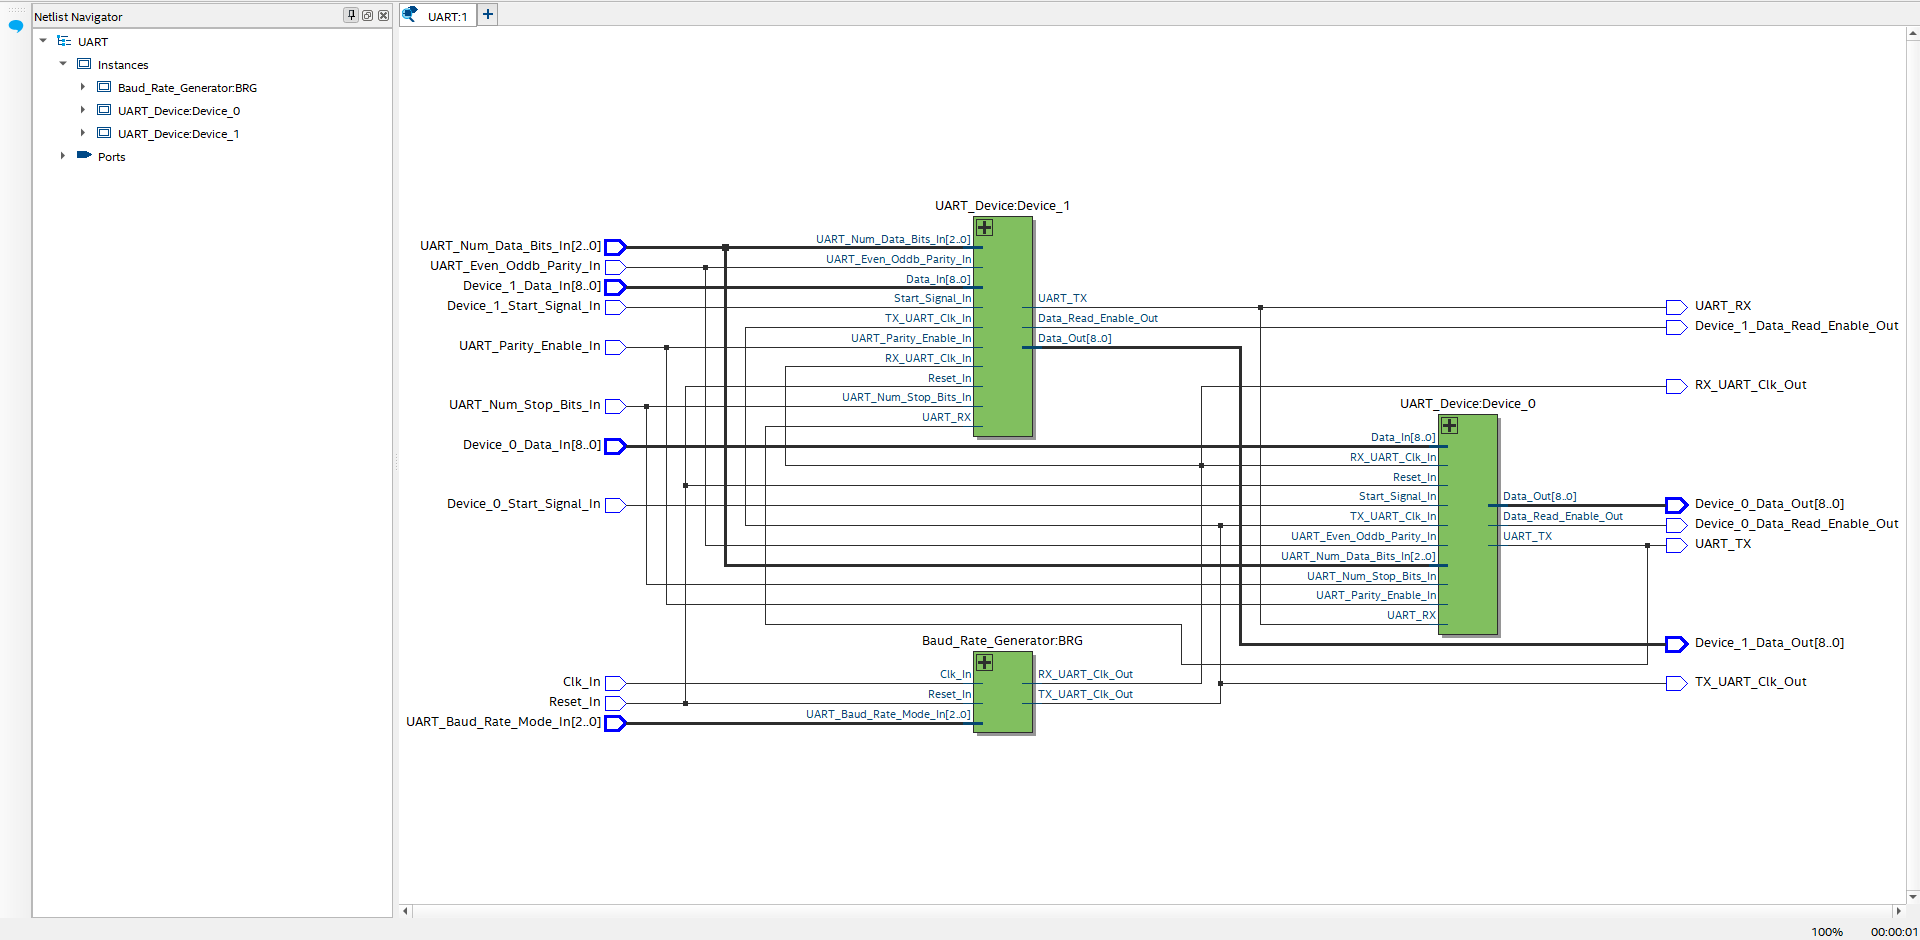 Netlist Navigator
UART
Instances
Baud_Rate_Generator:BRG
UART_Device:Device_0
UART_Device:Device_1
Ports
UART:1
UART_Device:Device_1
UART_Num_Data_Bits_In[2..0]
UART_Even_Oddb_Parity_In
Device_1_Data_In[8..0]
Device_1_Start_Signal_In
UART_Parity_Enable_In
UART_Num_Stop_Bits_In
Device_0_Data_In[8..0]
Device_0_Start_Signal_In
Clk_In
Reset_In
UART_Baud_Rate_Mode_In[2..0]
UART_Num_Data_Bits_In[2..0]
UART_Even_Oddb_Parity_In
Data_In[8..0]
Start_Signal_In
TX_UART_Clk_In
UART_Parity_Enable_In
RX_UART_Clk_In
Reset_In
UART_Num_Stop_Bits_In
UART_RX
UART_TX
Data_Read_Enable_Out
Data_Out[8..0]
UART_Device:Device_0
Data_In[8..0]
RX_UART_Clk_In
Reset_In
Start_Signal_In
TX_UART_Clk_In
UART_Even_Oddb_Parity_In
UART_Num_Data_Bits_In[2..0]
UART_Num_Stop_Bits_In
UART_Parity_Enable_In
UART_RX
Data_Out[8..0]
Data_Read_Enable_Out
UART_TX
Baud_Rate_Generator:BRG
Clk_In
Reset_In
UART_Baud_Rate_Mode_In[2..0]
RX_UART_Clk_Out
TX_UART_Clk_Out
UART_RX
Device_1_Data_Read_Enable_Out
RX_UART_Clk_Out
Device_0_Data_Out[8..0]
Device_0_Data_Read_Enable_Out
UART_TX
Device_1_Data_Out[8..0]
TX_UART_Clk_Out
100%
00:00:01